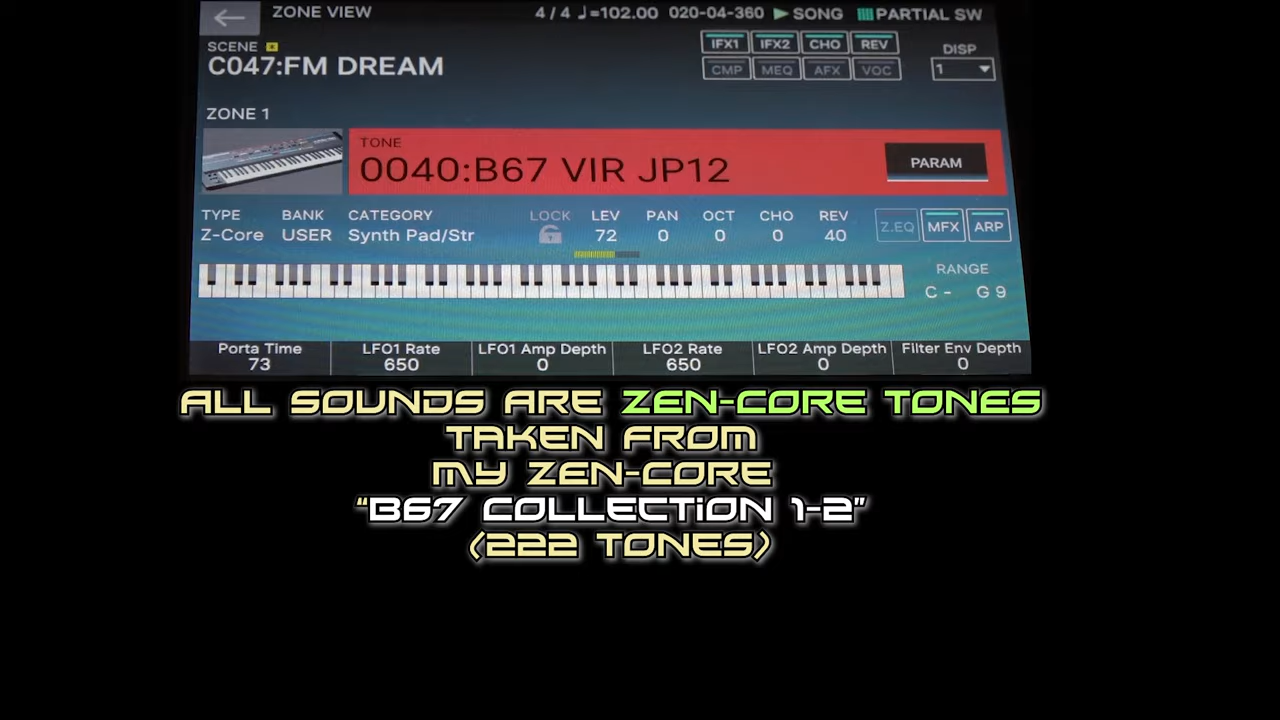 ZONE VIEW 4 / 4 ♩=102.00 020-04-360 ▶SONG PARTIAL SW
SCENE
C047:FM DREAM
IFX1 IFX2 CHO REV
CMP MEQ AFX VOC
DISP
1
ZONE 1
TONE
0040:B67 VIR JP12
PARAM
TYPE BANK CATEGORY LOCK LEV PAN OCT CHO REV
Z-Core USER Synth Pad/Str 72 0 0 0 40
Z.EQ MFX ARP
RANGE
C - G 9
Porta Time LFO1 Rate LFO1 Amp Depth LFO2 Rate LFO2 Amp Depth Filter Env Depth
73 650 0 650 0 0
ALL SOUNDS ARE ZEN-CORE TONES
TAKEN FROM
MY ZEN-CORE
“B67 COLLECTION 1-2”
(222 TONES)